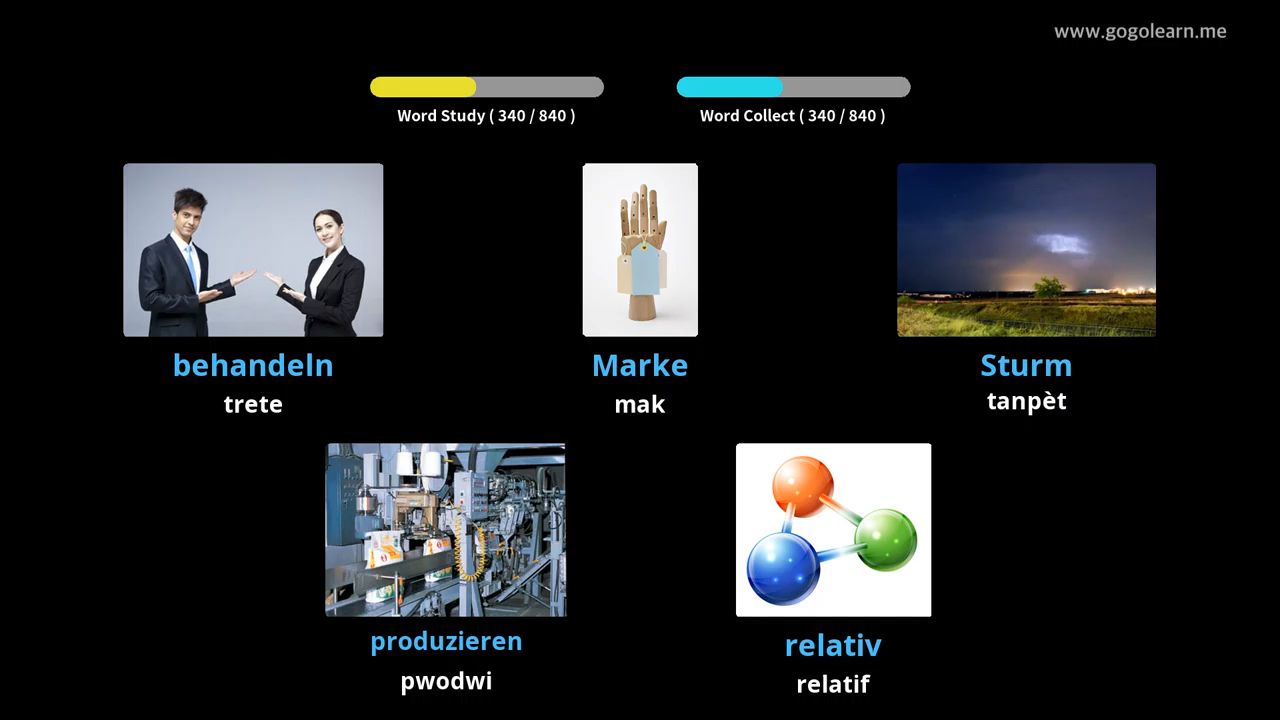 www.gogolearn.me
Word Study ( 340 / 840 )
Word Collect ( 340 / 840 )
behandeln
trete
Marke
mak
Sturm
tanpèt
produzieren
pwodwi
relativ
relatif